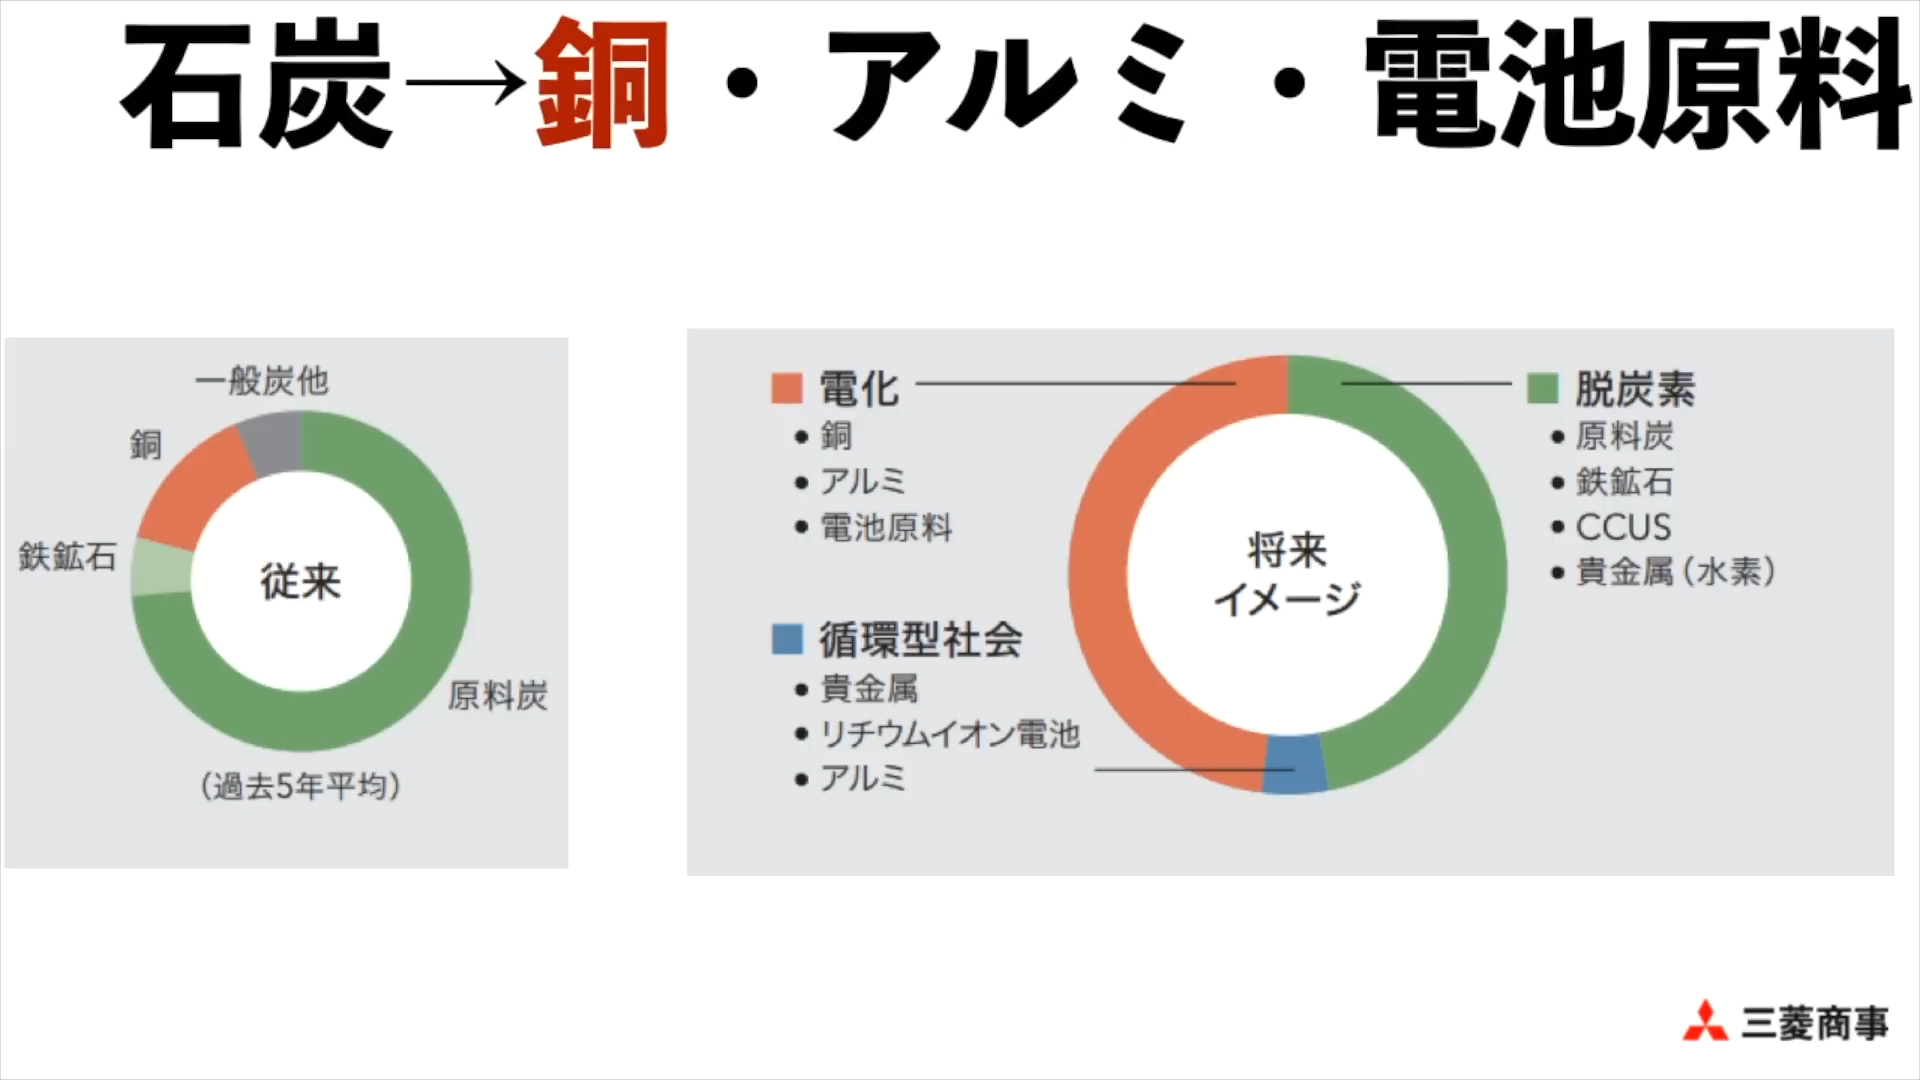 石炭→銅・アルミ・電池原料
一般炭他
銅
鉄鉱石
従来
原料炭
（過去5年平均）
電化
• 銅
• アルミ
• 電池原料
循環型社会
• 貴金属
• リチウムイオン電池
• アルミ
将来
イメージ
脱炭素
• 原料炭
• 鉄鉱石
• CCUS
• 貴金属（水素）
三菱商事